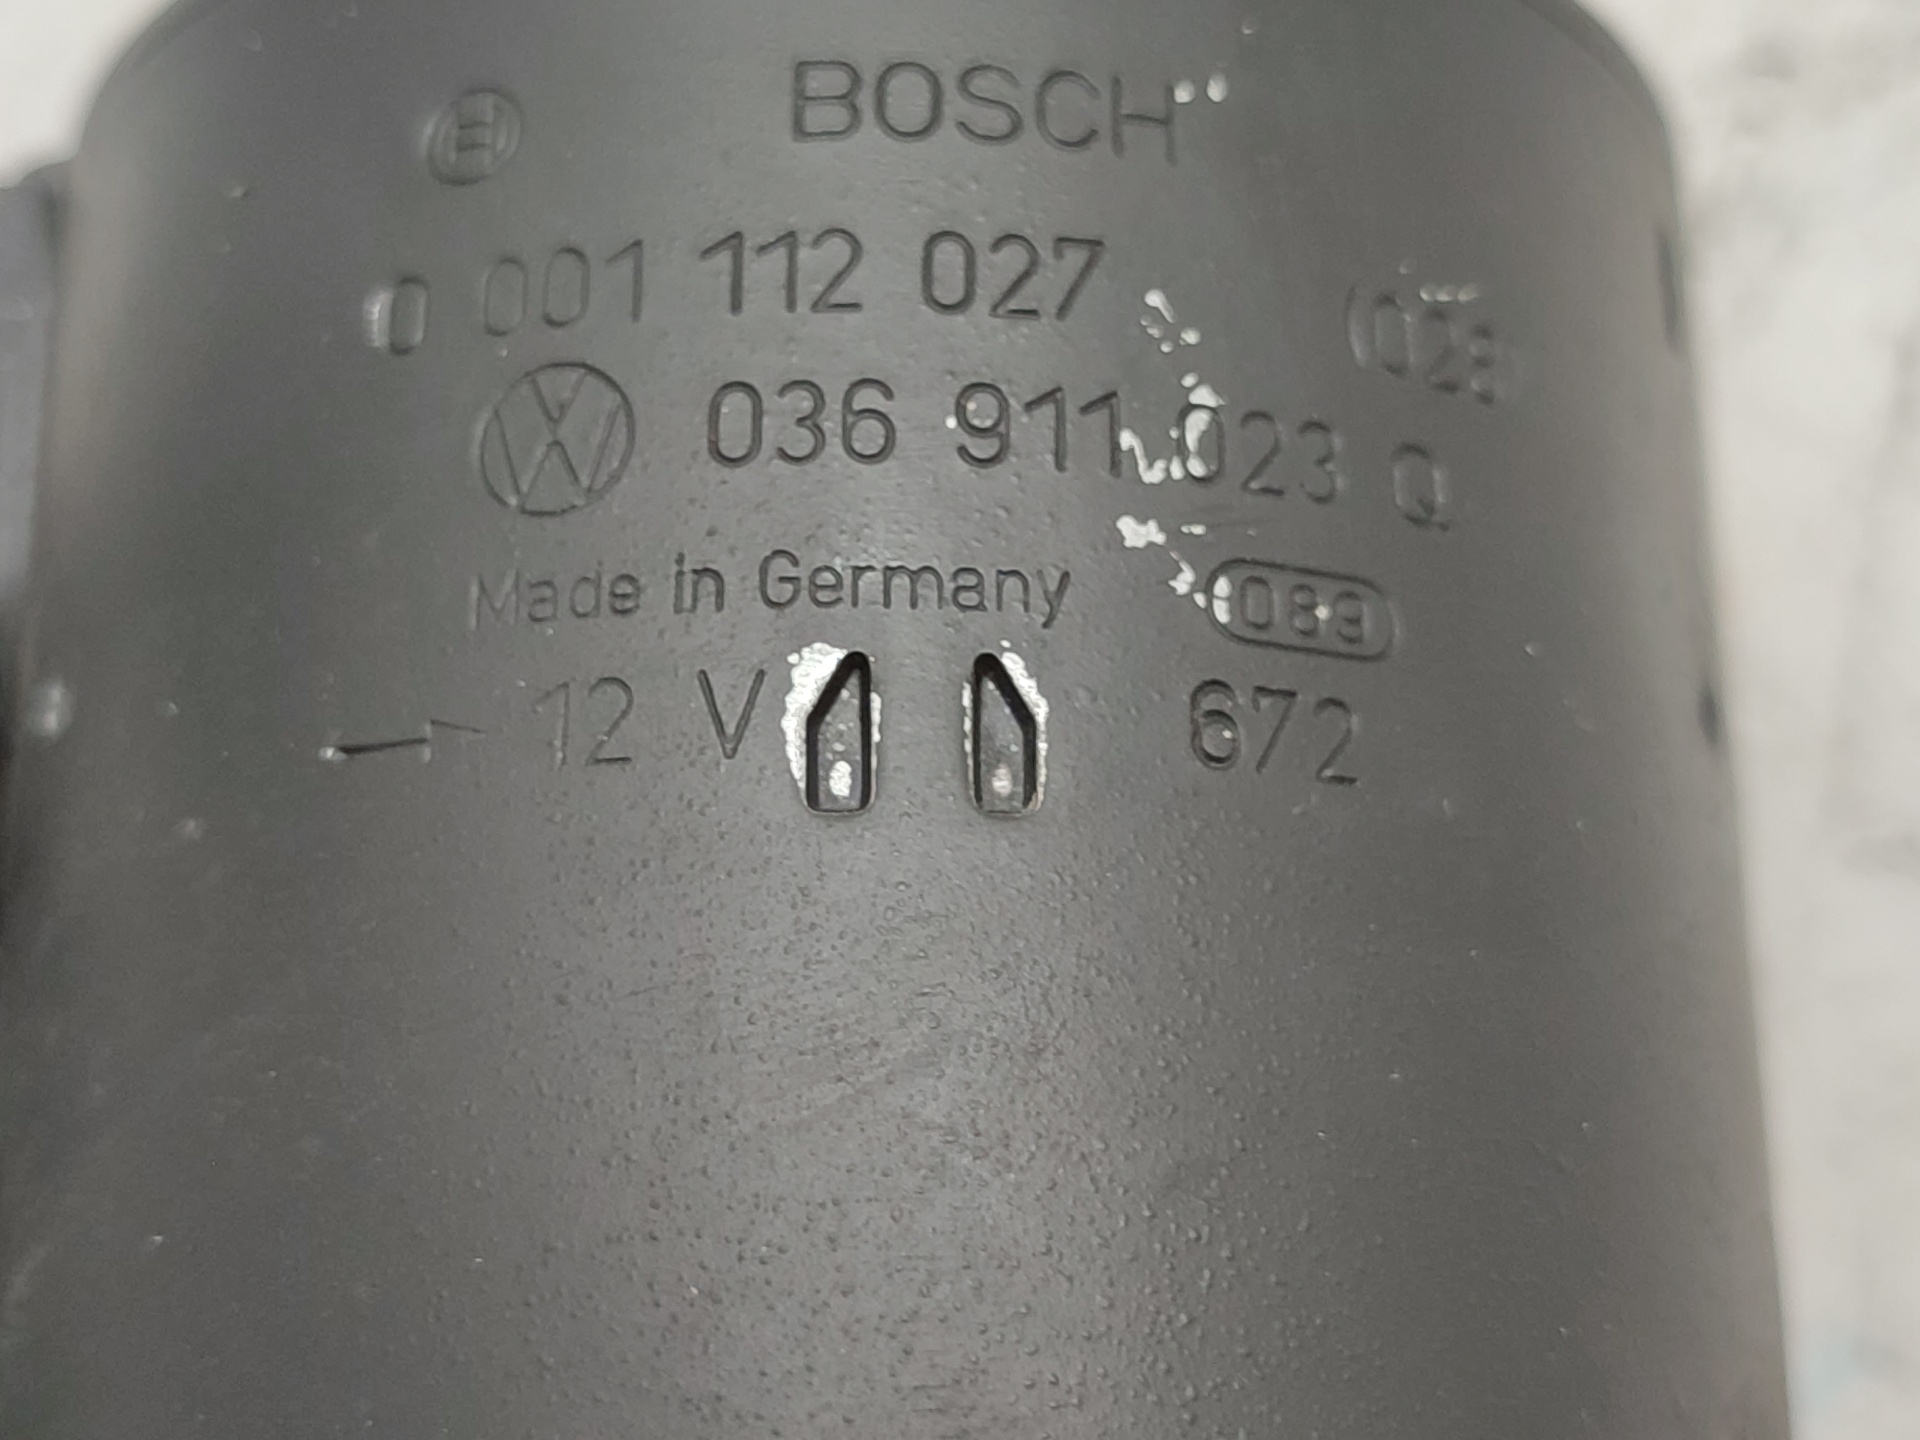 BOSCH
0 001 112 027
036 911 023 Q
Made in Germany 083
12 V 672